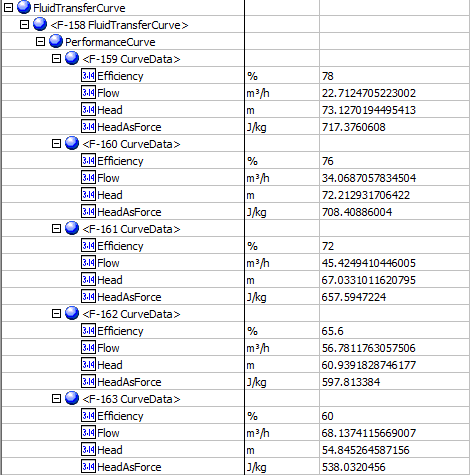 FluidTransferCurve
<F-158 FluidTransferCurve>
PerformanceCurve
<F-159 CurveData>
Efficiency % 78
Flow m³/h 22.7124705223002
Head m 73.1270194495413
HeadAsForce J/kg 717.3760608
<F-160 CurveData>
Efficiency % 76
Flow m³/h 34.0687057834504
Head m 72.212931706422
HeadAsForce J/kg 708.40886004
<F-161 CurveData>
Efficiency % 72
Flow m³/h 45.4249410446005
Head m 67.0331011620795
HeadAsForce J/kg 657.5947224
<F-162 CurveData>
Efficiency % 65.6
Flow m³/h 56.7811763057506
Head m 60.9391828746177
HeadAsForce J/kg 597.813384
<F-163 CurveData>
Efficiency % 60
Flow m³/h 68.1374115669007
Head m 54.845264587156
HeadAsForce J/kg 538.0320456